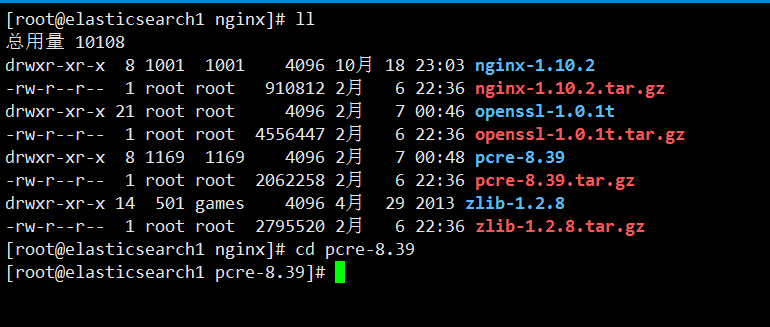 [root@elasticsearch1 nginx]# ll
总用量 10108
drwxr-xr-x  8 1001  1001    4096 10月 18 23:03 nginx-1.10.2
-rw-r--r--  1 root root   910812 2月   6 22:36 nginx-1.10.2.tar.gz
drwxr-xr-x 21 root root     4096 2月   7 00:46 openssl-1.0.1t
-rw-r--r--  1 root root  4556447 2月   6 22:36 openssl-1.0.1t.tar.gz
drwxr-xr-x  8 1169  1169    4096 2月   7 00:48 pcre-8.39
-rw-r--r--  1 root root  2062258 2月   6 22:36 pcre-8.39.tar.gz
drwxr-xr-x 14  501 games    4096 4月  29 2013 zlib-1.2.8
-rw-r--r--  1 root root  2795520 2月   6 22:36 zlib-1.2.8.tar.gz
[root@elasticsearch1 nginx]# cd pcre-8.39
[root@elasticsearch1 pcre-8.39]#